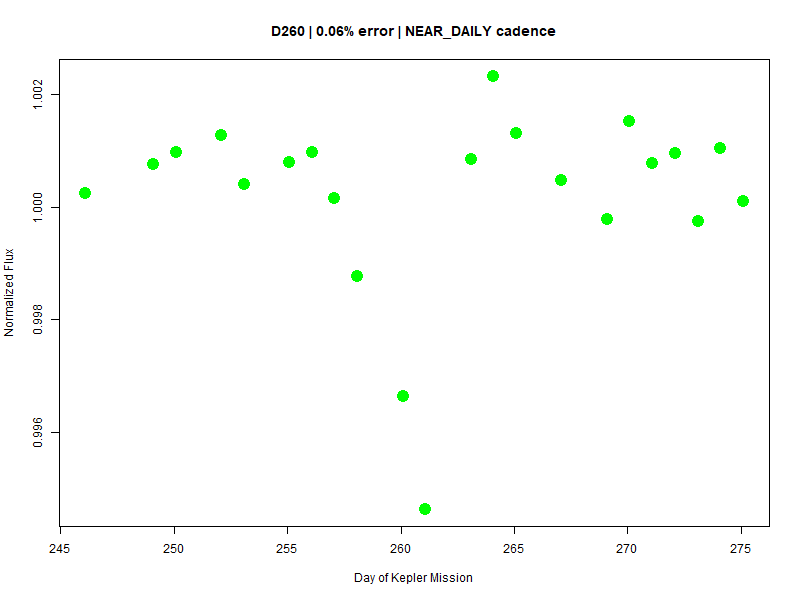 D260 | 0.06% error | NEAR_DAILY cadence
1.002
1.000
0.998
0.996
Normalized Flux
245 250 255 260 265 270 275
Day of Kepler Mission